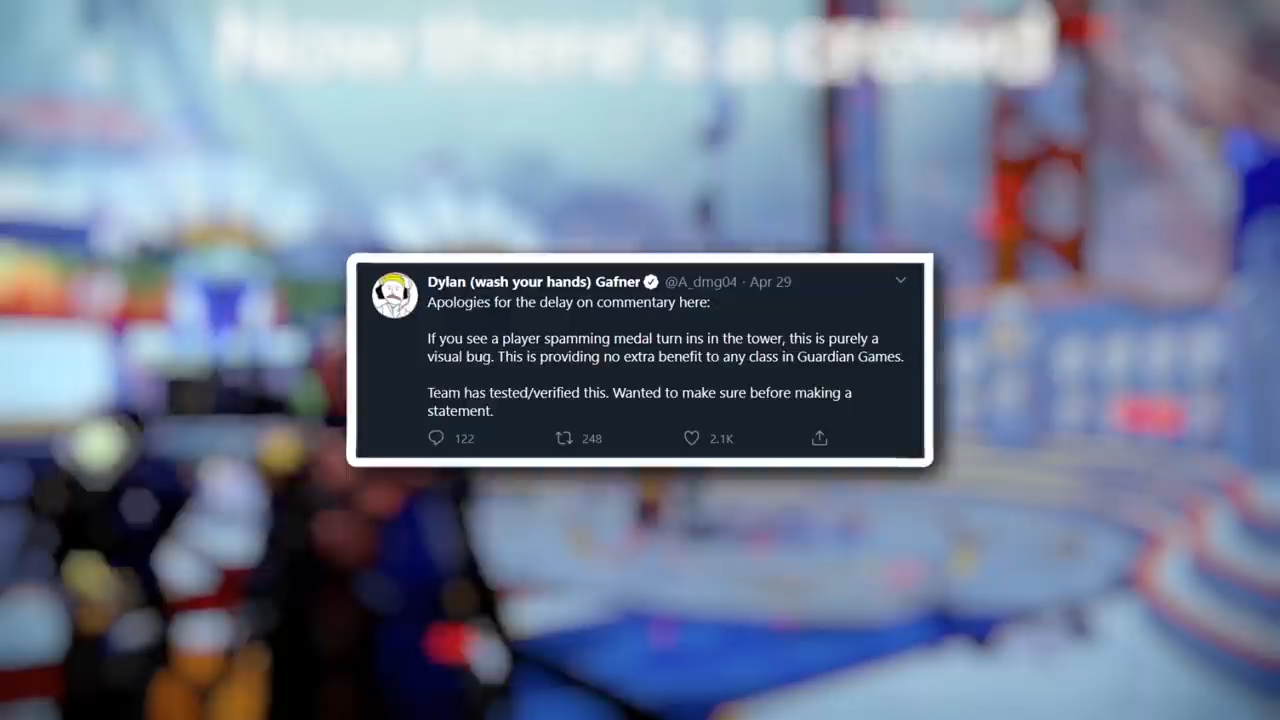 Now there's a crowd
Dylan (wash your hands) Gafner @A_dmg04 · Apr 29
Apologies for the delay on commentary here:
If you see a player spamming medal turn ins in the tower, this is purely a
visual bug. This is providing no extra benefit to any class in Guardian Games.
Team has tested/verified this. Wanted to make sure before making a
statement.
122 248 2.1K